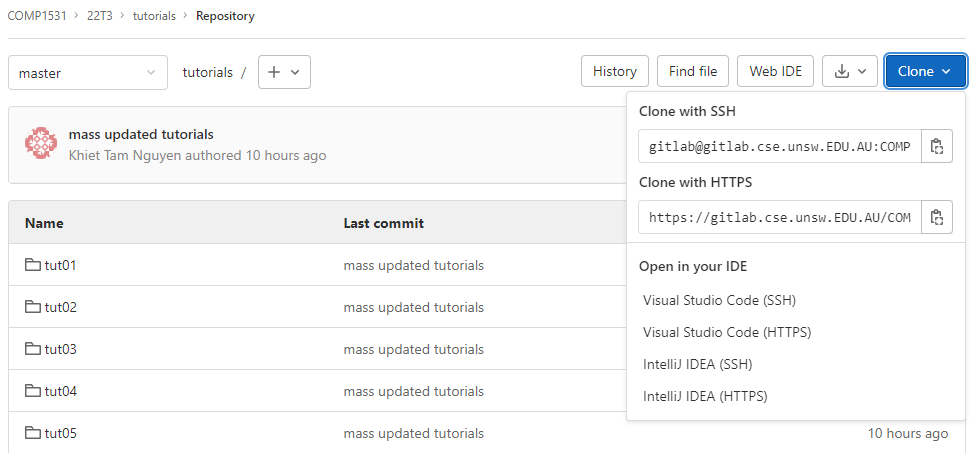 COMP1531 > 22T3 > tutorials > Repository
master
tutorials / +
History
Find file
Web IDE
Clone
mass updated tutorials
Khiet Tam Nguyen authored 10 hours ago
Clone with SSH
gitlab@gitlab.cse.unsw.EDU.AU:COMP
Clone with HTTPS
https://gitlab.cse.unsw.EDU.AU/COM
Open in your IDE
Visual Studio Code (SSH)
Visual Studio Code (HTTPS)
IntelliJ IDEA (SSH)
IntelliJ IDEA (HTTPS)
Name Last commit
tut01 mass updated tutorials
tut02 mass updated tutorials
tut03 mass updated tutorials
tut04 mass updated tutorials
tut05 mass updated tutorials 10 hours ago